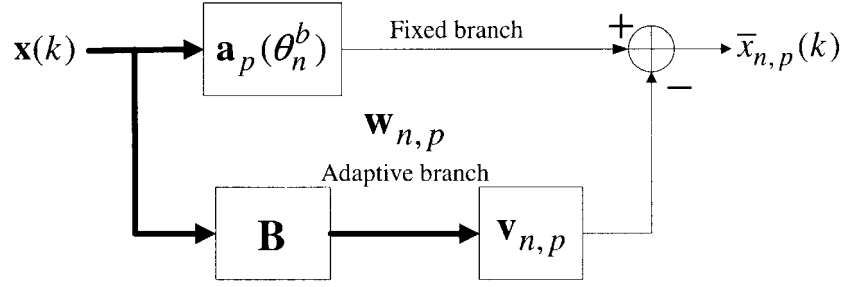 x(k)
a_p(θ_n^b)
Fixed branch
+
x̅_{n, p}(k)
−
w_{n, p}
Adaptive branch
B
v_{n, p}